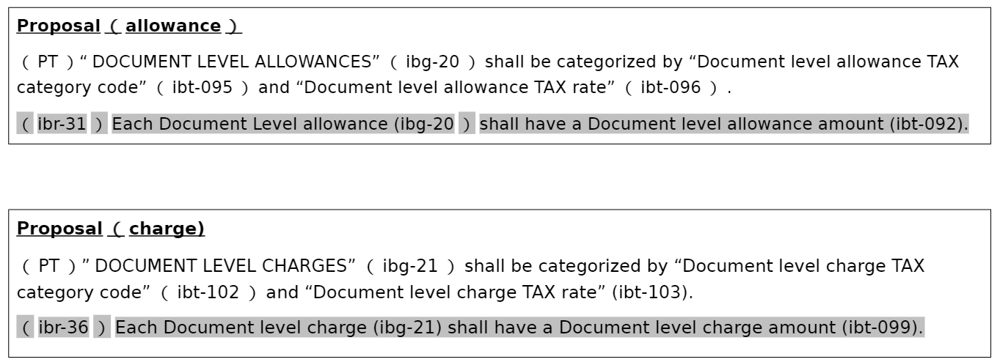 Proposal（allowance）
（PT）“ DOCUMENT LEVEL ALLOWANCES”（ibg-20）shall be categorized by “Document level allowance TAX
category code”（ibt-095）and “Document level allowance TAX rate”（ibt-096）.
（ibr-31）Each Document Level allowance (ibg-20）shall have a Document level allowance amount (ibt-092).
Proposal（charge)
（PT）” DOCUMENT LEVEL CHARGES”（ibg-21）shall be categorized by “Document level charge TAX
category code”（ibt-102）and “Document level charge TAX rate” (ibt-103).
（ibr-36）Each Document level charge (ibg-21) shall have a Document level charge amount (ibt-099).